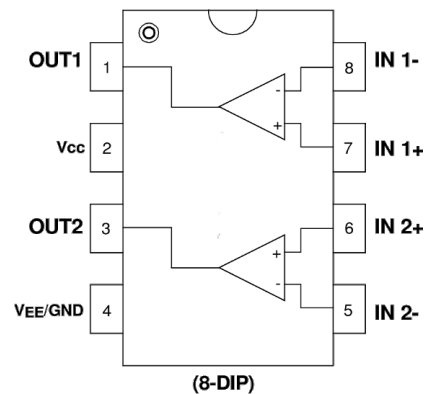 OUT1 1 8 IN 1-
-
+
Vcc 2 7 IN 1+
OUT2 3 6 IN 2+
+
-
VEE/GND 4 5 IN 2-
(8-DIP)